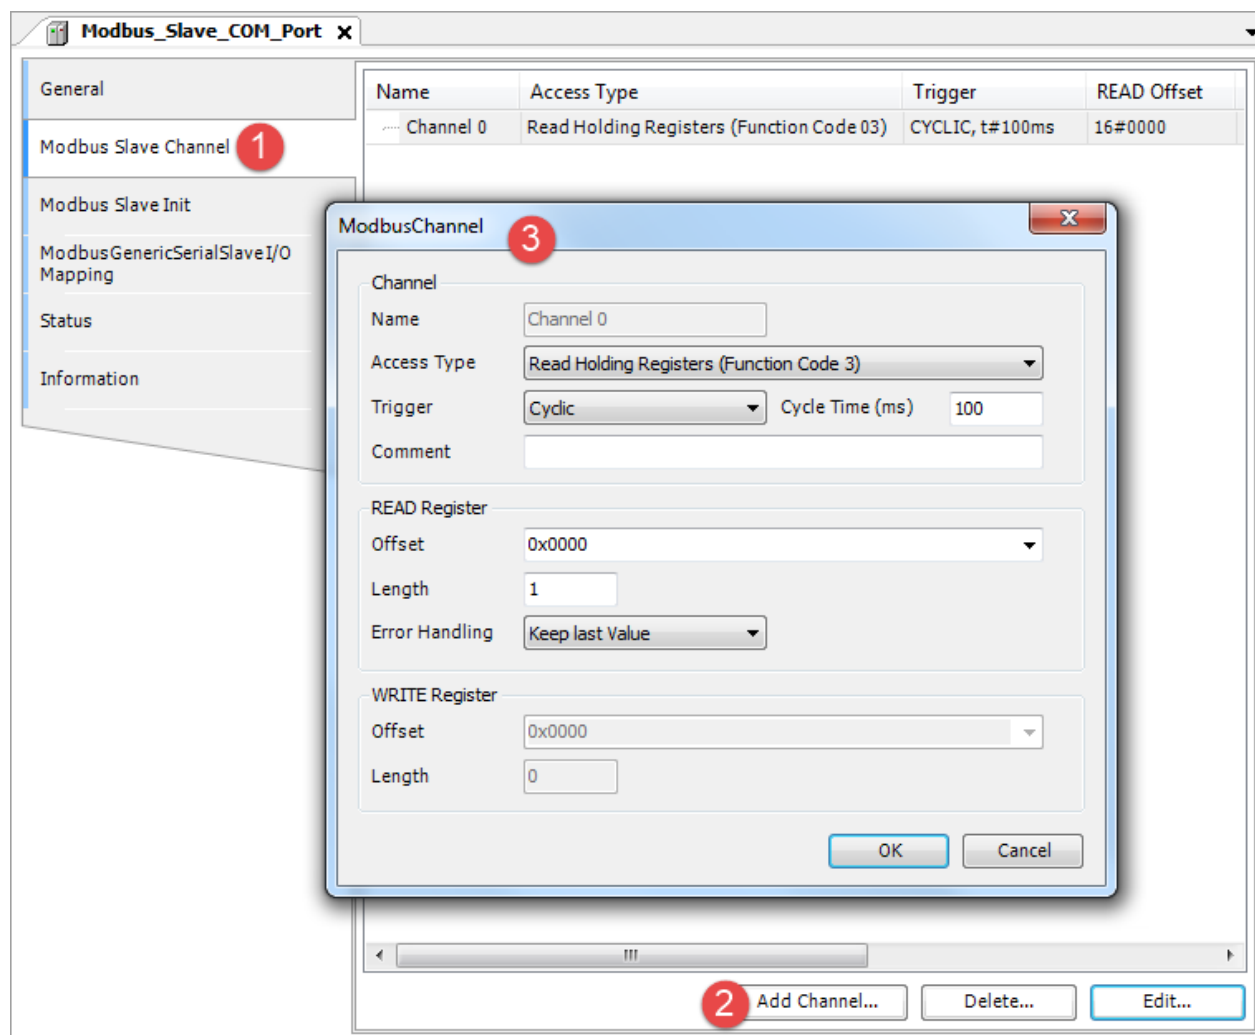 Modbus_Slave_COM_Port
General
Modbus Slave Channel 1
Modbus Slave Init
ModbusGenericSerialSlave I/O
Mapping
Status
Information
Name Access Type Trigger READ Offset
Channel 0 Read Holding Registers (Function Code 03) CYCLIC, t#100ms 16#0000
ModbusChannel 3
Channel
Name Channel 0
Access Type Read Holding Registers (Function Code 3)
Trigger Cyclic Cycle Time (ms) 100
Comment
READ Register
Offset 0x0000
Length 1
Error Handling Keep last Value
WRITE Register
Offset 0x0000
Length 0
OK Cancel
2 Add Channel... Delete... Edit...